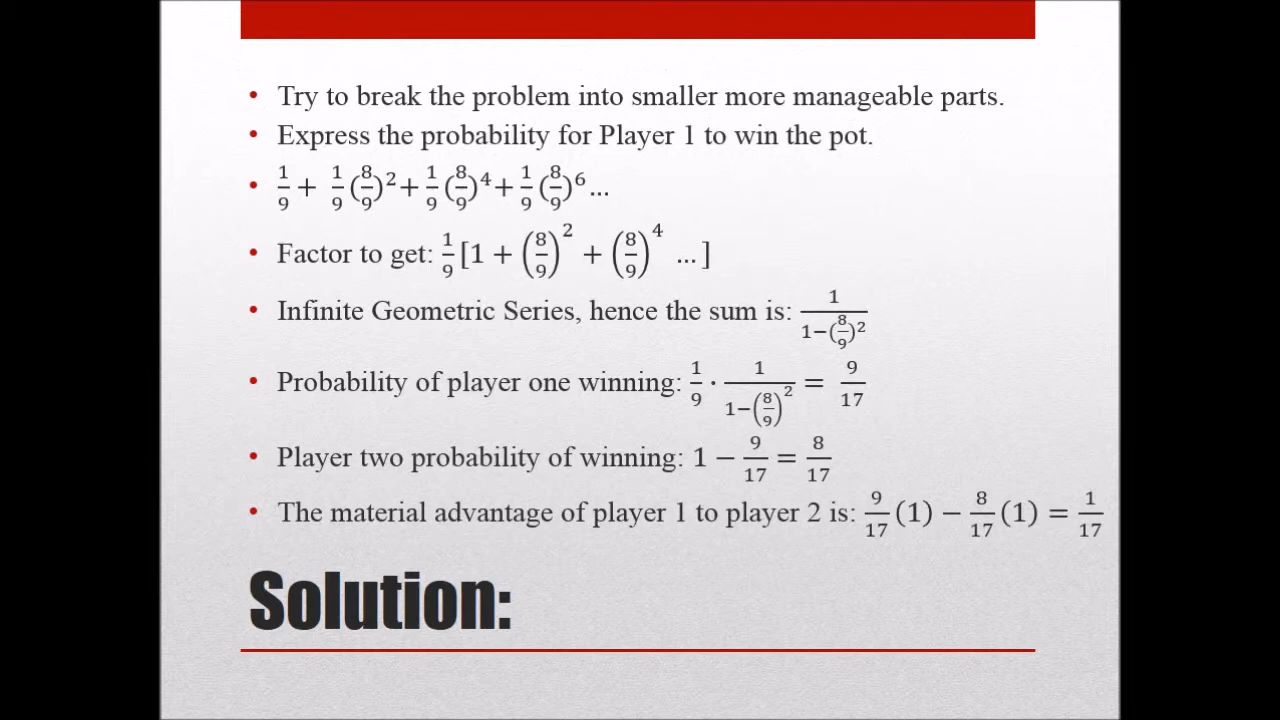 • Try to break the problem into smaller more manageable parts.
• Express the probability for Player 1 to win the pot.
• 1/9 + 1/9(8/9)² + 1/9(8/9)⁴ + 1/9(8/9)⁶ ...
• Factor to get: 1/9[1 + (8/9)² + (8/9)⁴ ...]
• Infinite Geometric Series, hence the sum is: 1/(1−(8/9)²)
• Probability of player one winning: 1/9 · 1/(1−(8/9)²) = 9/17
• Player two probability of winning: 1 − 9/17 = 8/17
• The material advantage of player 1 to player 2 is: 9/17(1) − 8/17(1) = 1/17
Solution: